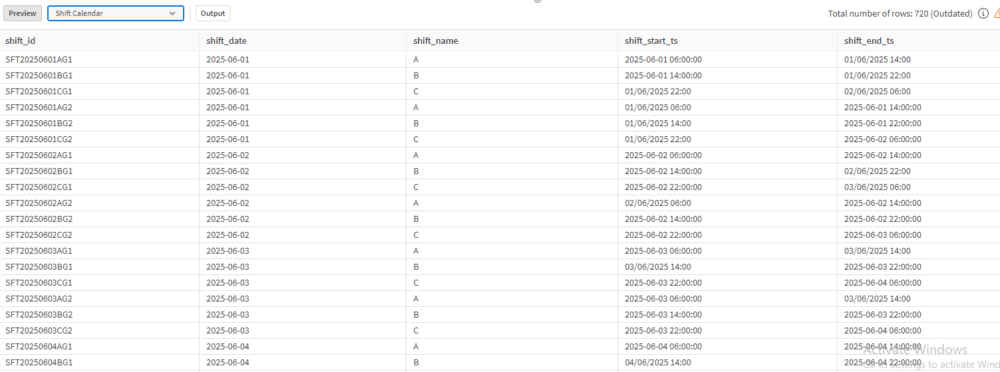 Preview Shift Calendar Output Total number of rows: 720 (Outdated)
shift_id shift_date shift_name shift_start_ts shift_end_ts
SFT20250601AG1 2025-06-01 A 2025-06-01 06:00:00 01/06/2025 14:00
SFT20250601BG1 2025-06-01 B 2025-06-01 14:00:00 01/06/2025 22:00
SFT20250601CG1 2025-06-01 C 01/06/2025 22:00 02/06/2025 06:00
SFT20250601AG2 2025-06-01 A 01/06/2025 06:00 2025-06-01 14:00:00
SFT20250601BG2 2025-06-01 B 01/06/2025 14:00 2025-06-01 22:00:00
SFT20250601CG2 2025-06-01 C 01/06/2025 22:00 2025-06-02 06:00:00
SFT20250602AG1 2025-06-02 A 2025-06-02 06:00:00 2025-06-02 14:00:00
SFT20250602BG1 2025-06-02 B 2025-06-02 14:00:00 02/06/2025 22:00
SFT20250602CG1 2025-06-02 C 2025-06-02 22:00:00 03/06/2025 06:00
SFT20250602AG2 2025-06-02 A 02/06/2025 06:00 2025-06-02 14:00:00
SFT20250602BG2 2025-06-02 B 2025-06-02 14:00:00 2025-06-02 22:00:00
SFT20250602CG2 2025-06-02 C 2025-06-02 22:00:00 2025-06-03 06:00:00
SFT20250603AG1 2025-06-03 A 2025-06-03 06:00:00 03/06/2025 14:00
SFT20250603BG1 2025-06-03 B 03/06/2025 14:00 2025-06-03 22:00:00
SFT20250603CG1 2025-06-03 C 2025-06-03 22:00:00 2025-06-04 06:00:00
SFT20250603AG2 2025-06-03 A 2025-06-03 06:00:00 03/06/2025 14:00
SFT20250603BG2 2025-06-03 B 2025-06-03 14:00:00 2025-06-03 22:00:00
SFT20250603CG2 2025-06-03 C 2025-06-03 22:00:00 2025-06-04 06:00:00
SFT20250604AG1 2025-06-04 A 2025-06-04 06:00:00 2025-06-04 14:00:00
Activate Windows
SFT20250604BG1 2025-06-04 B 04/06/2025 14:00 2025-06-04 22:00:00
Go to Settings to activate Wind